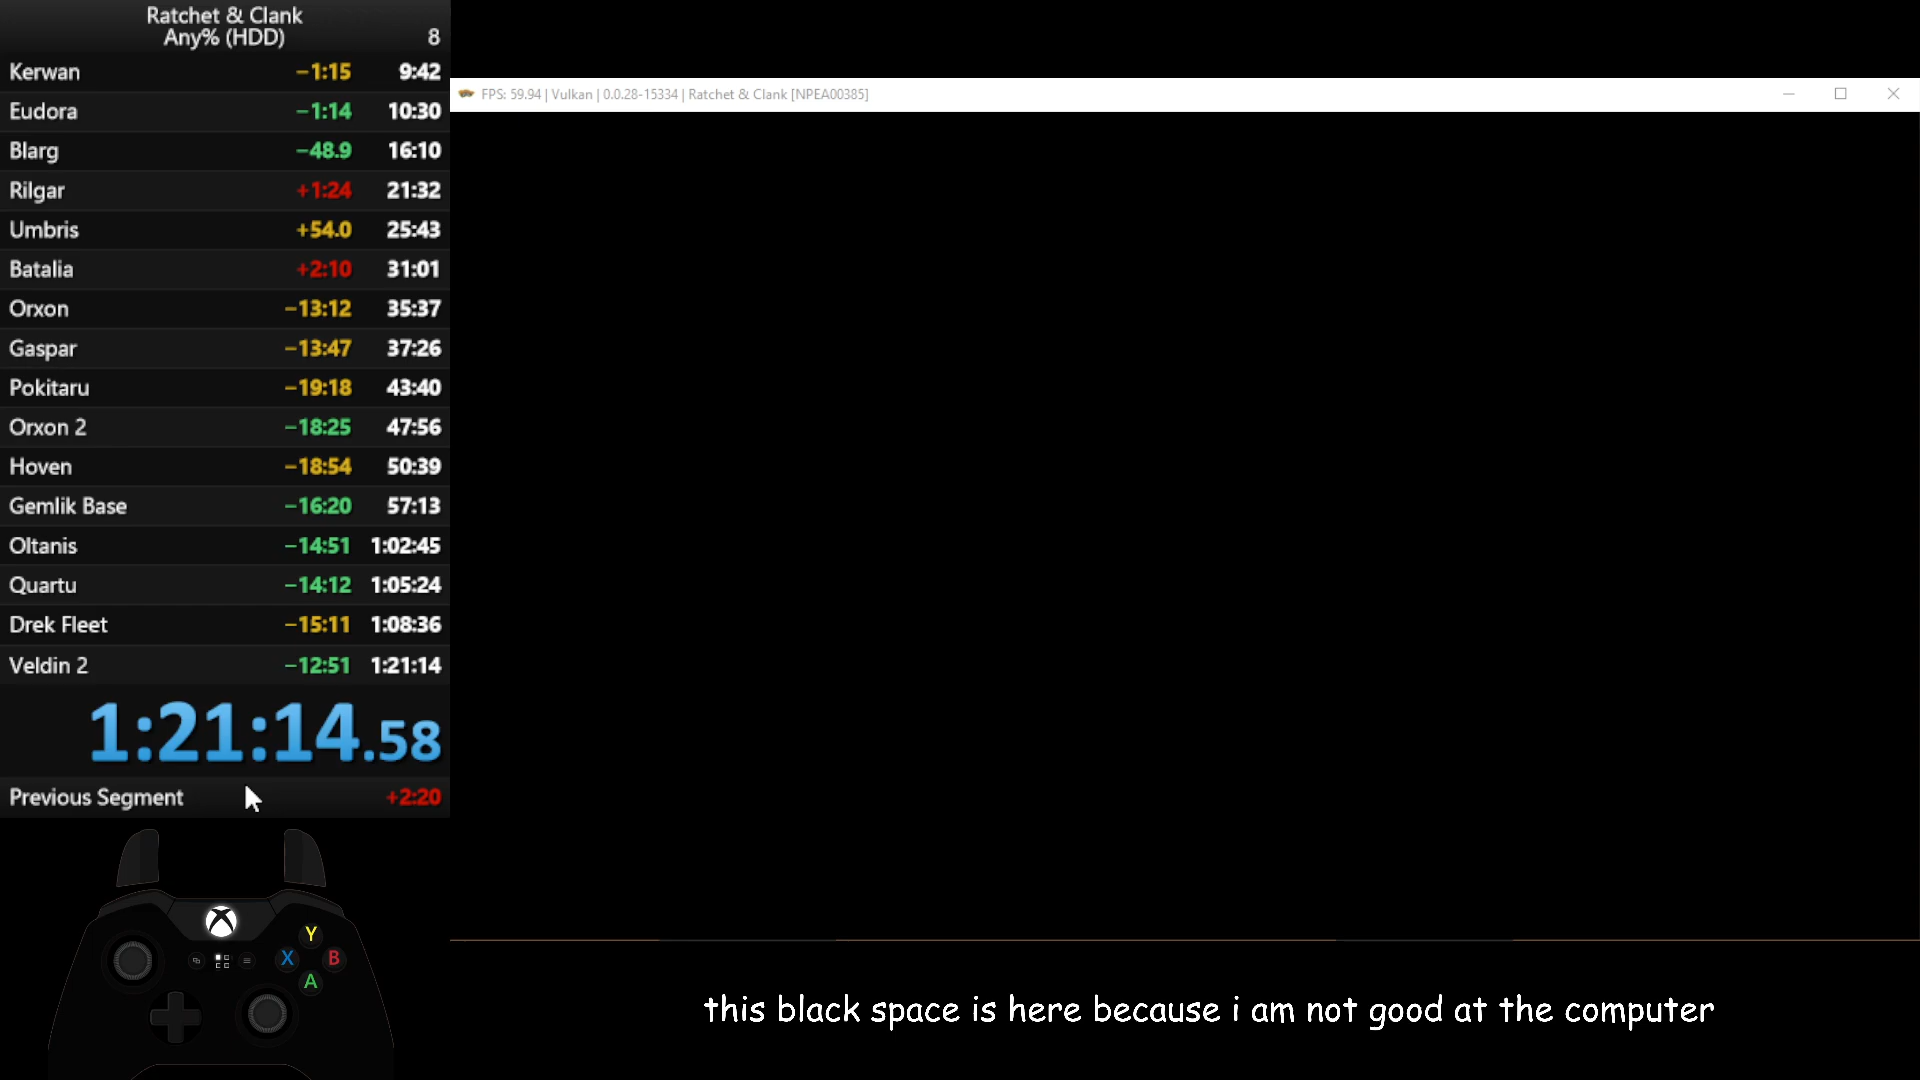 Ratchet & Clank
Any% (HDD) 8
Kerwan −1:15 9:42
Eudora −1:14 10:30
Blarg −48.9 16:10
Rilgar +1:24 21:32
Umbris +54.0 25:43
Batalia +2:10 31:01
Orxon −13:12 35:37
Gaspar −13:47 37:26
Pokitaru −19:18 43:40
Orxon 2 −18:25 47:56
Hoven −18:54 50:39
Gemlik Base −16:20 57:13
Oltanis −14:51 1:02:45
Quartu −14:12 1:05:24
Drek Fleet −15:11 1:08:36
Veldin 2 −12:51 1:21:14
1:21:14.58
Previous Segment +2:20
Y
X B
A
FPS: 59.94 | Vulkan | 0.0.28-15334 | Ratchet & Clank [NPEA00385]
this black space is here because i am not good at the computer